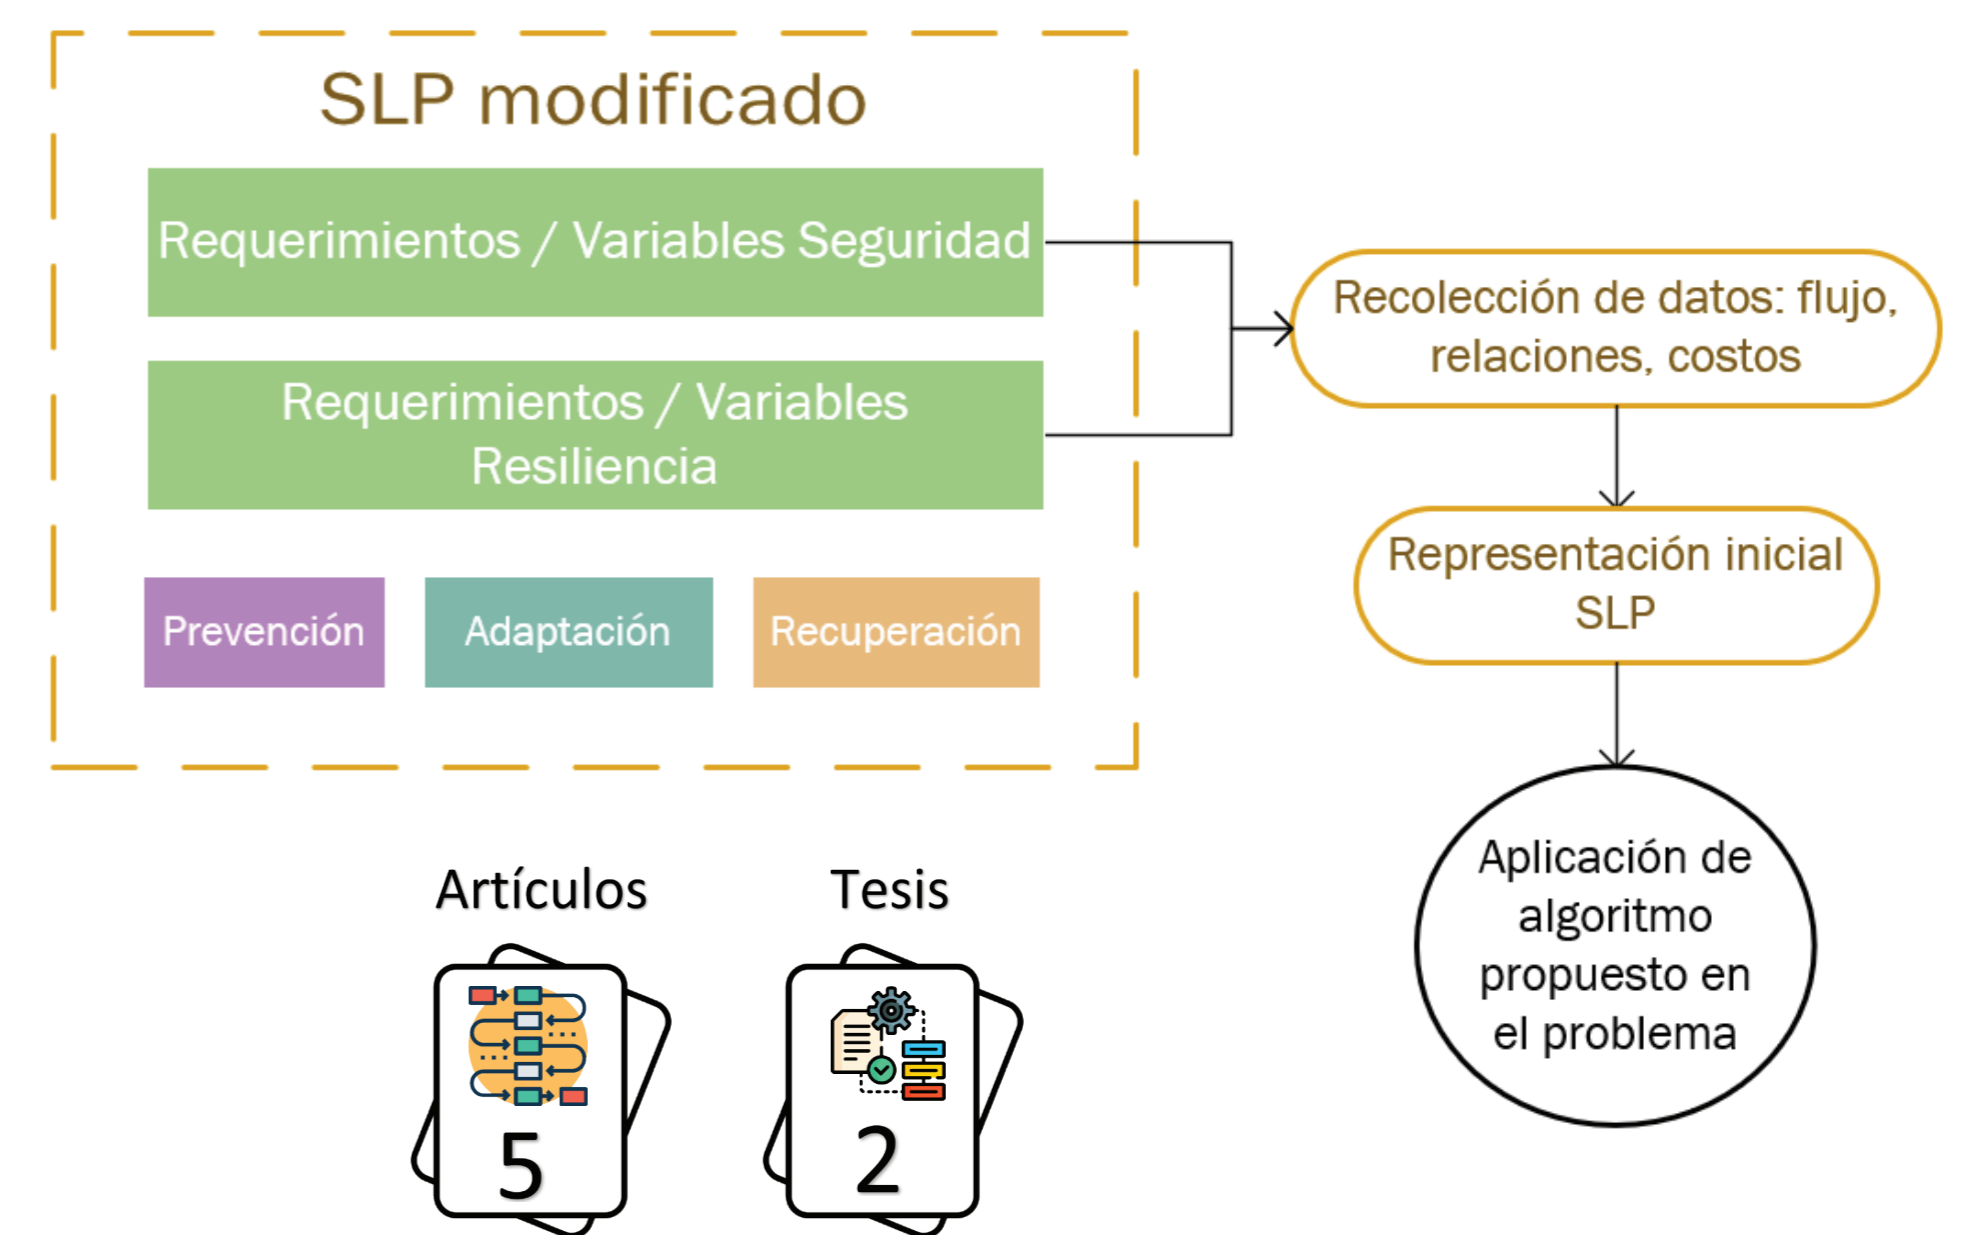 SLP modificado
Requerimientos / Variables Seguridad
Requerimientos / Variables
Resiliencia
Prevención
Adaptación
Recuperación
Recolección de datos: flujo,
relaciones, costos
Representación inicial
SLP
Aplicación de
algoritmo
propuesto en
el problema
Artículos
5
Tesis
2